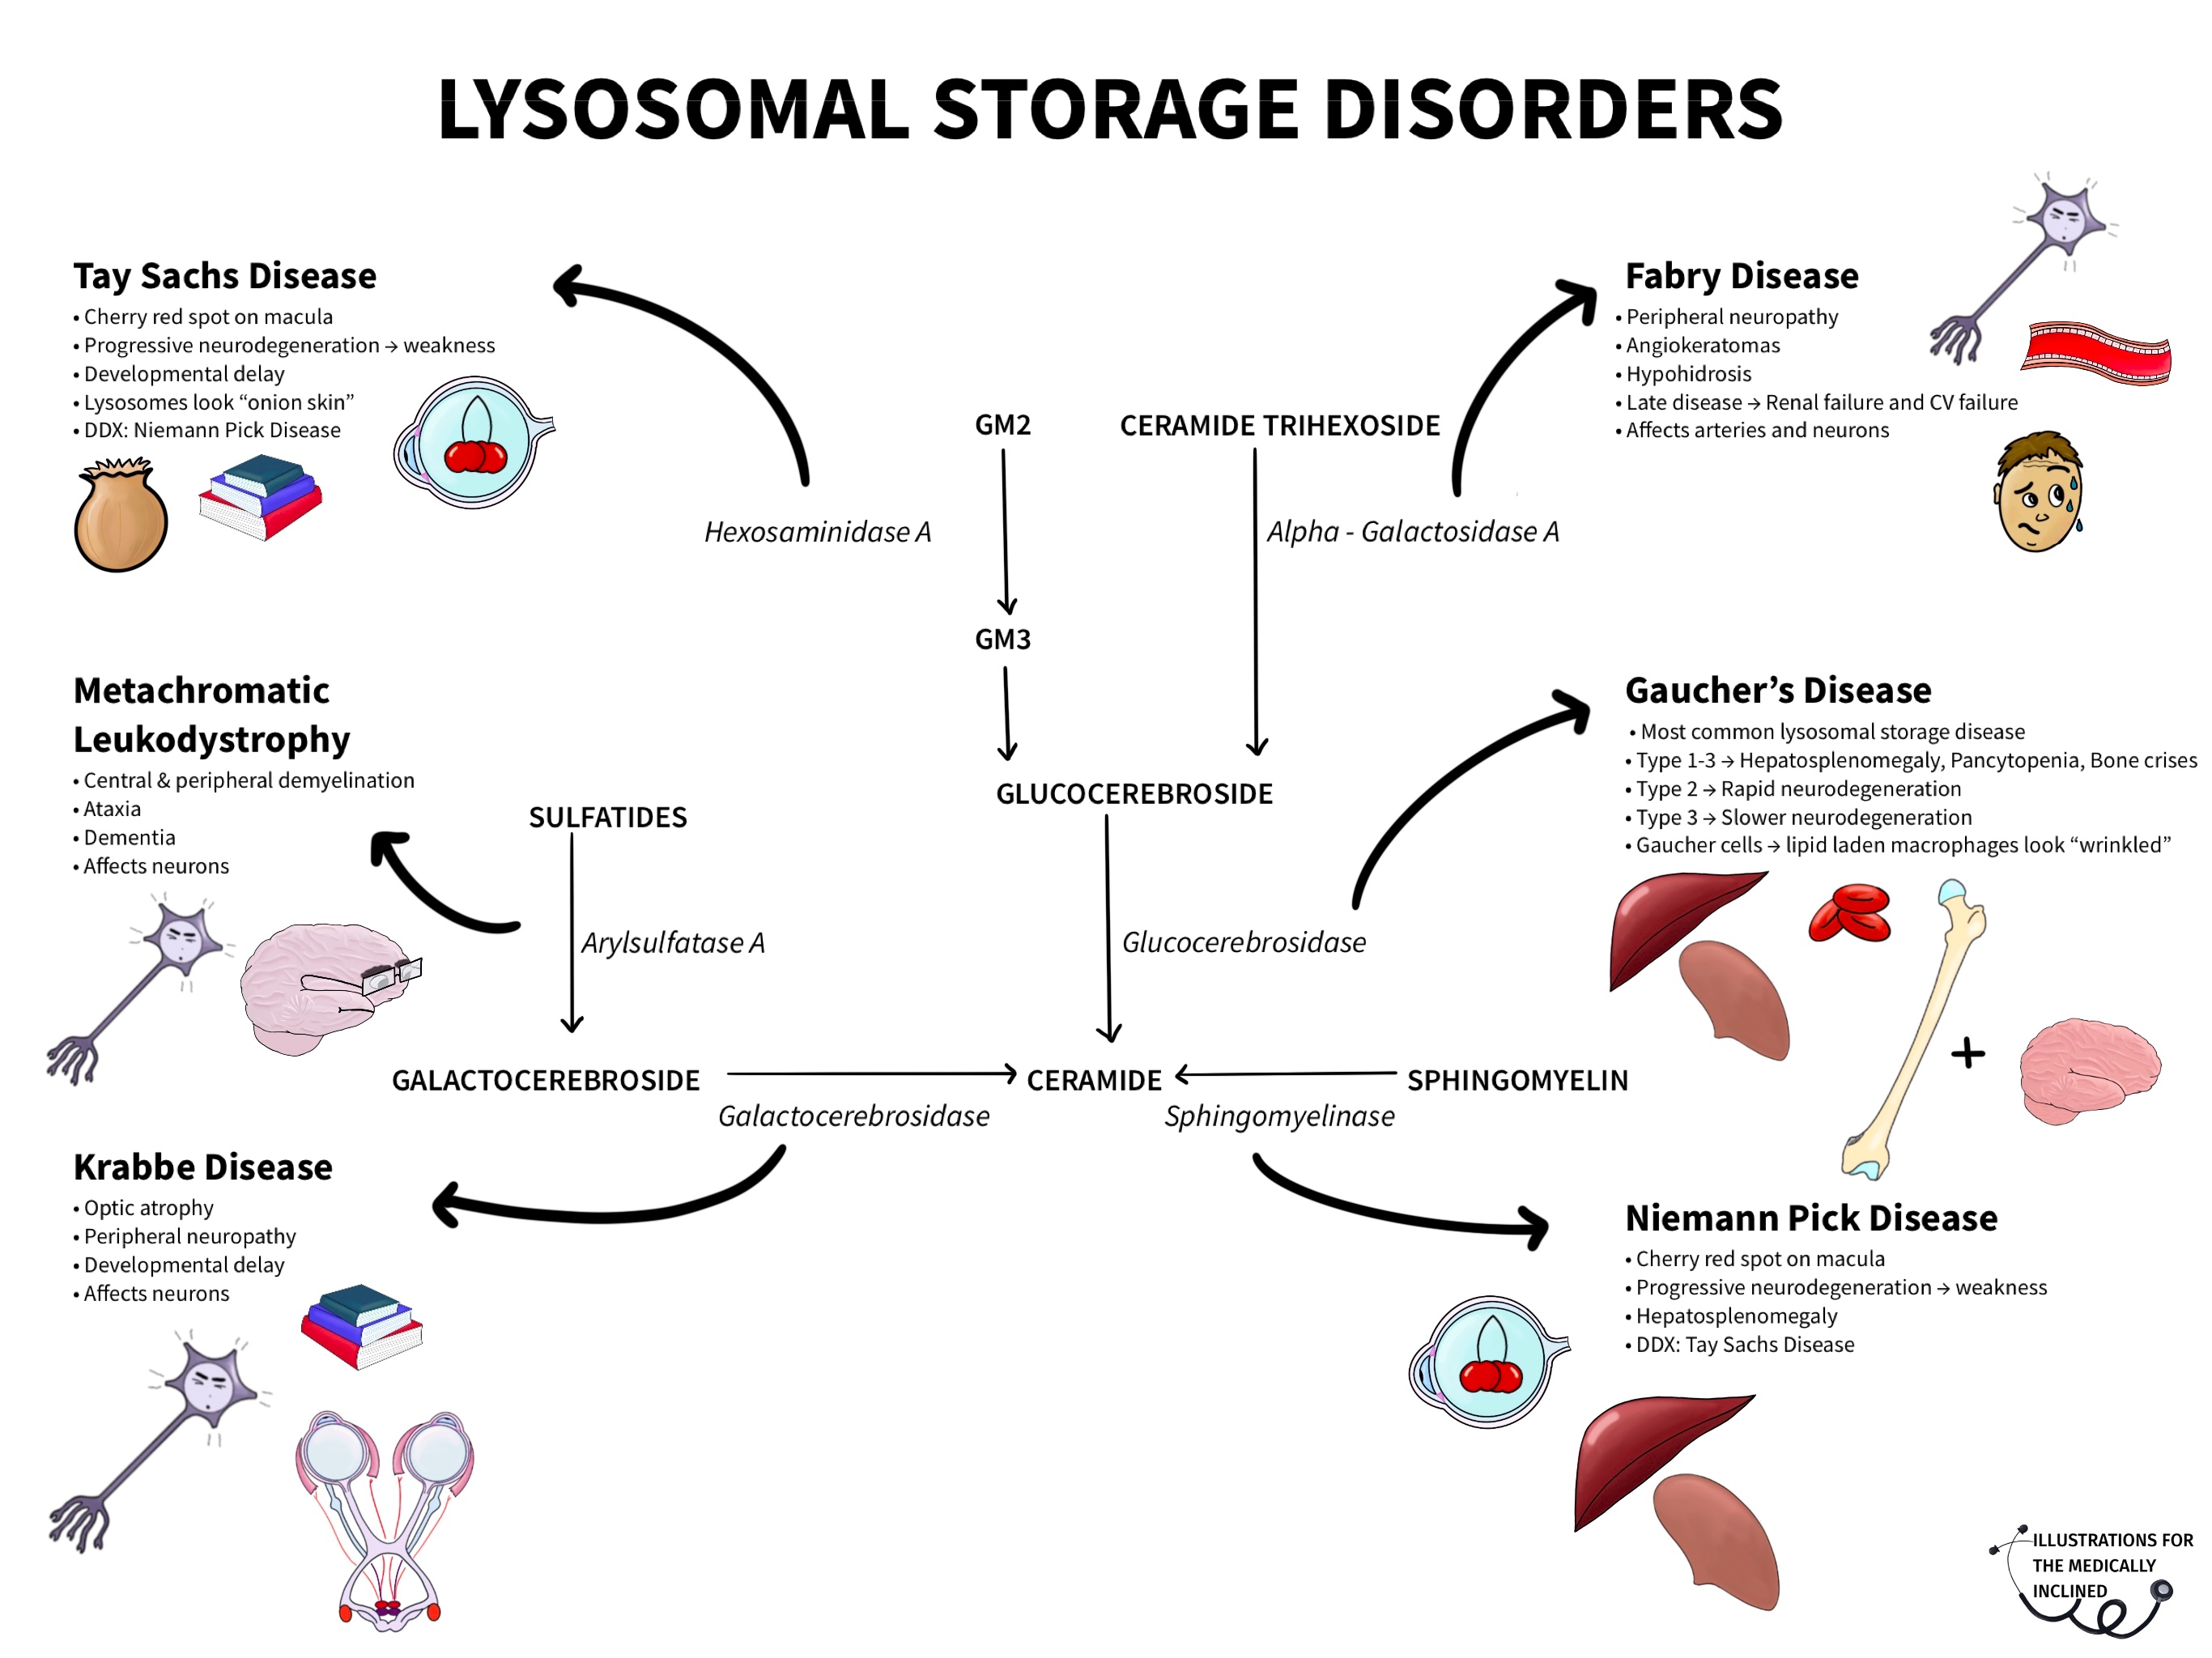 LYSOSOMAL STORAGE DISORDERS
Tay Sachs Disease
• Cherry red spot on macula
• Progressive neurodegeneration → weakness
• Developmental delay
• Lysosomes look “onion skin”
• DDX: Niemann Pick Disease
Fabry Disease
• Peripheral neuropathy
• Angiokeratomas
• Hypohidrosis
• Late disease → Renal failure and CV failure
• Affects arteries and neurons
GM2
CERAMIDE TRIHEXOSIDE
Hexosaminidase A
Alpha - Galactosidase A
GM3
Metachromatic
Leukodystrophy
• Central & peripheral demyelination
• Ataxia
• Dementia
• Affects neurons
Gaucher’s Disease
• Most common lysosomal storage disease
• Type 1-3 → Hepatosplenomegaly, Pancytopenia, Bone crises
• Type 2 → Rapid neurodegeneration
• Type 3 → Slower neurodegeneration
• Gaucher cells → lipid laden macrophages look “wrinkled”
GLUCOCEREBROSIDE
SULFATIDES
Arylsulfatase A
Glucocerebrosidase
+
GALACTOCEREBROSIDE
CERAMIDE
SPHINGOMYELIN
Galactocerebrosidase
Sphingomyelinase
Krabbe Disease
• Optic atrophy
• Peripheral neuropathy
• Developmental delay
• Affects neurons
Niemann Pick Disease
• Cherry red spot on macula
• Progressive neurodegeneration → weakness
• Hepatosplenomegaly
• DDX: Tay Sachs Disease
ILLUSTRATIONS FOR
THE MEDICALLY
INCLINED